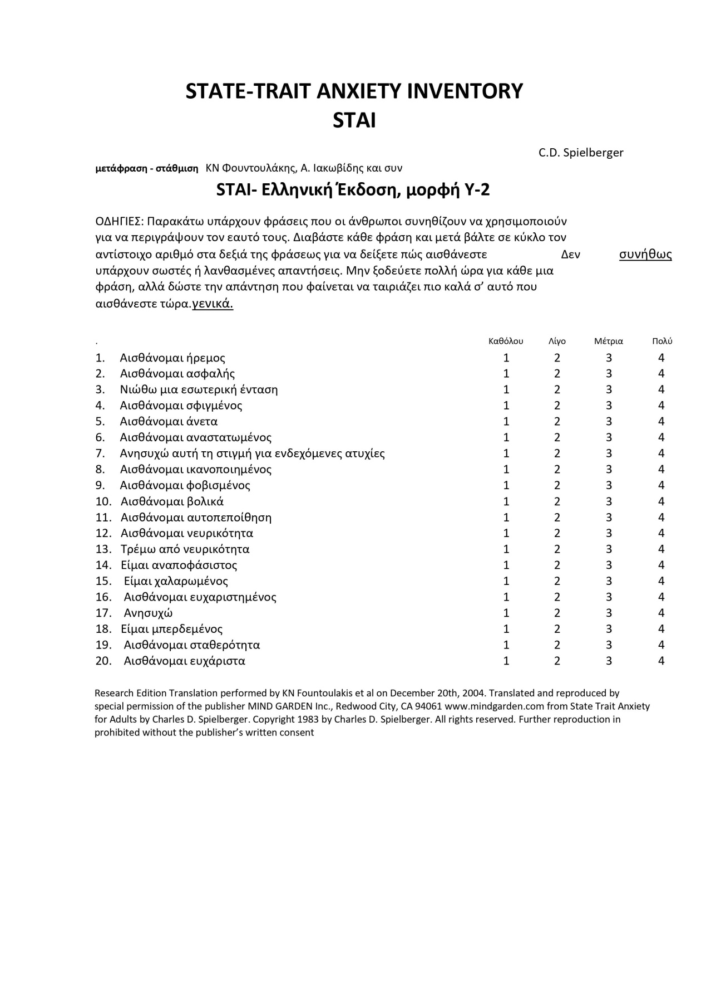 STATE-TRAIT ANXIETY INVENTORY
STAI
C.D. Spielberger
μετάφραση - στάθμιση ΚΝ Φουντουλάκης, Α. Ιακωβίδης και συν
STAI- Ελληνική Έκδοση, μορφή Υ-2
ΟΔΗΓΙΕΣ: Παρακάτω υπάρχουν φράσεις που οι άνθρωποι συνηθίζουν να χρησιμοποιούν
για να περιγράψουν τον εαυτό τους. Διαβάστε κάθε φράση και μετά βάλτε σε κύκλο τον
αντίστοιχο αριθμό στα δεξιά της φράσεως για να δείξετε πώς αισθάνεστε Δεν συνήθως
υπάρχουν σωστές ή λανθασμένες απαντήσεις. Μην ξοδεύετε πολλή ώρα για κάθε μια
φράση, αλλά δώστε την απάντηση που φαίνεται να ταιριάζει πιο καλά σ’ αυτό που
αισθάνεστε τώρα.γενικά.
. Καθόλου Λίγο Μέτρια Πολύ
1. Αισθάνομαι ήρεμος 1 2 3 4
2. Αισθάνομαι ασφαλής 1 2 3 4
3. Νιώθω μια εσωτερική ένταση 1 2 3 4
4. Αισθάνομαι σφιγμένος 1 2 3 4
5. Αισθάνομαι άνετα 1 2 3 4
6. Αισθάνομαι αναστατωμένος 1 2 3 4
7. Ανησυχώ αυτή τη στιγμή για ενδεχόμενες ατυχίες 1 2 3 4
8. Αισθάνομαι ικανοποιημένος 1 2 3 4
9. Αισθάνομαι φοβισμένος 1 2 3 4
10. Αισθάνομαι βολικά 1 2 3 4
11. Αισθάνομαι αυτοπεποίθηση 1 2 3 4
12. Αισθάνομαι νευρικότητα 1 2 3 4
13. Τρέμω από νευρικότητα 1 2 3 4
14. Είμαι αναποφάσιστος 1 2 3 4
15. Είμαι χαλαρωμένος 1 2 3 4
16. Αισθάνομαι ευχαριστημένος 1 2 3 4
17. Ανησυχώ 1 2 3 4
18. Είμαι μπερδεμένος 1 2 3 4
19. Αισθάνομαι σταθερότητα 1 2 3 4
20. Αισθάνομαι ευχάριστα 1 2 3 4
Research Edition Translation performed by KN Fountoulakis et al on December 20th, 2004. Translated and reproduced by
special permission of the publisher MIND GARDEN Inc., Redwood City, CA 94061 www.mindgarden.com from State Trait Anxiety
for Adults by Charles D. Spielberger. Copyright 1983 by Charles D. Spielberger. All rights reserved. Further reproduction in
prohibited without the publisher’s written consent